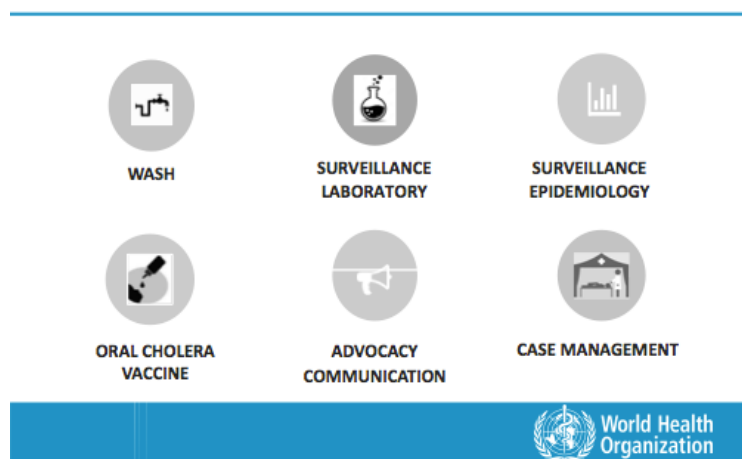 WASH
SURVEILLANCE
LABORATORY
SURVEILLANCE
EPIDEMIOLOGY
ORAL CHOLERA
VACCINE
ADVOCACY
COMMUNICATION
CASE MANAGEMENT
World Health
Organization